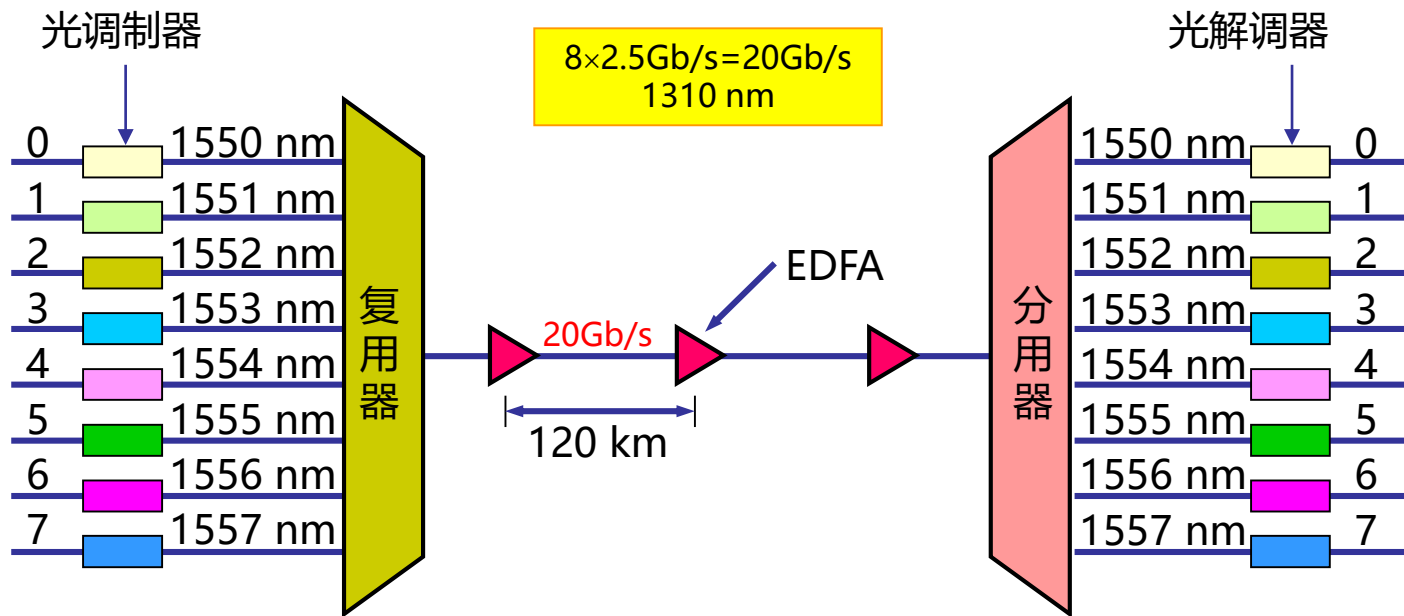 光调制器
8×2.5Gb/s=20Gb/s
1310 nm
光解调器
0 1550 nm
1 1551 nm
2 1552 nm
3 1553 nm
4 1554 nm
5 1555 nm
6 1556 nm
7 1557 nm
复用器
20Gb/s
EDFA
120 km
分用器
1550 nm 0
1551 nm 1
1552 nm 2
1553 nm 3
1554 nm 4
1555 nm 5
1556 nm 6
1557 nm 7